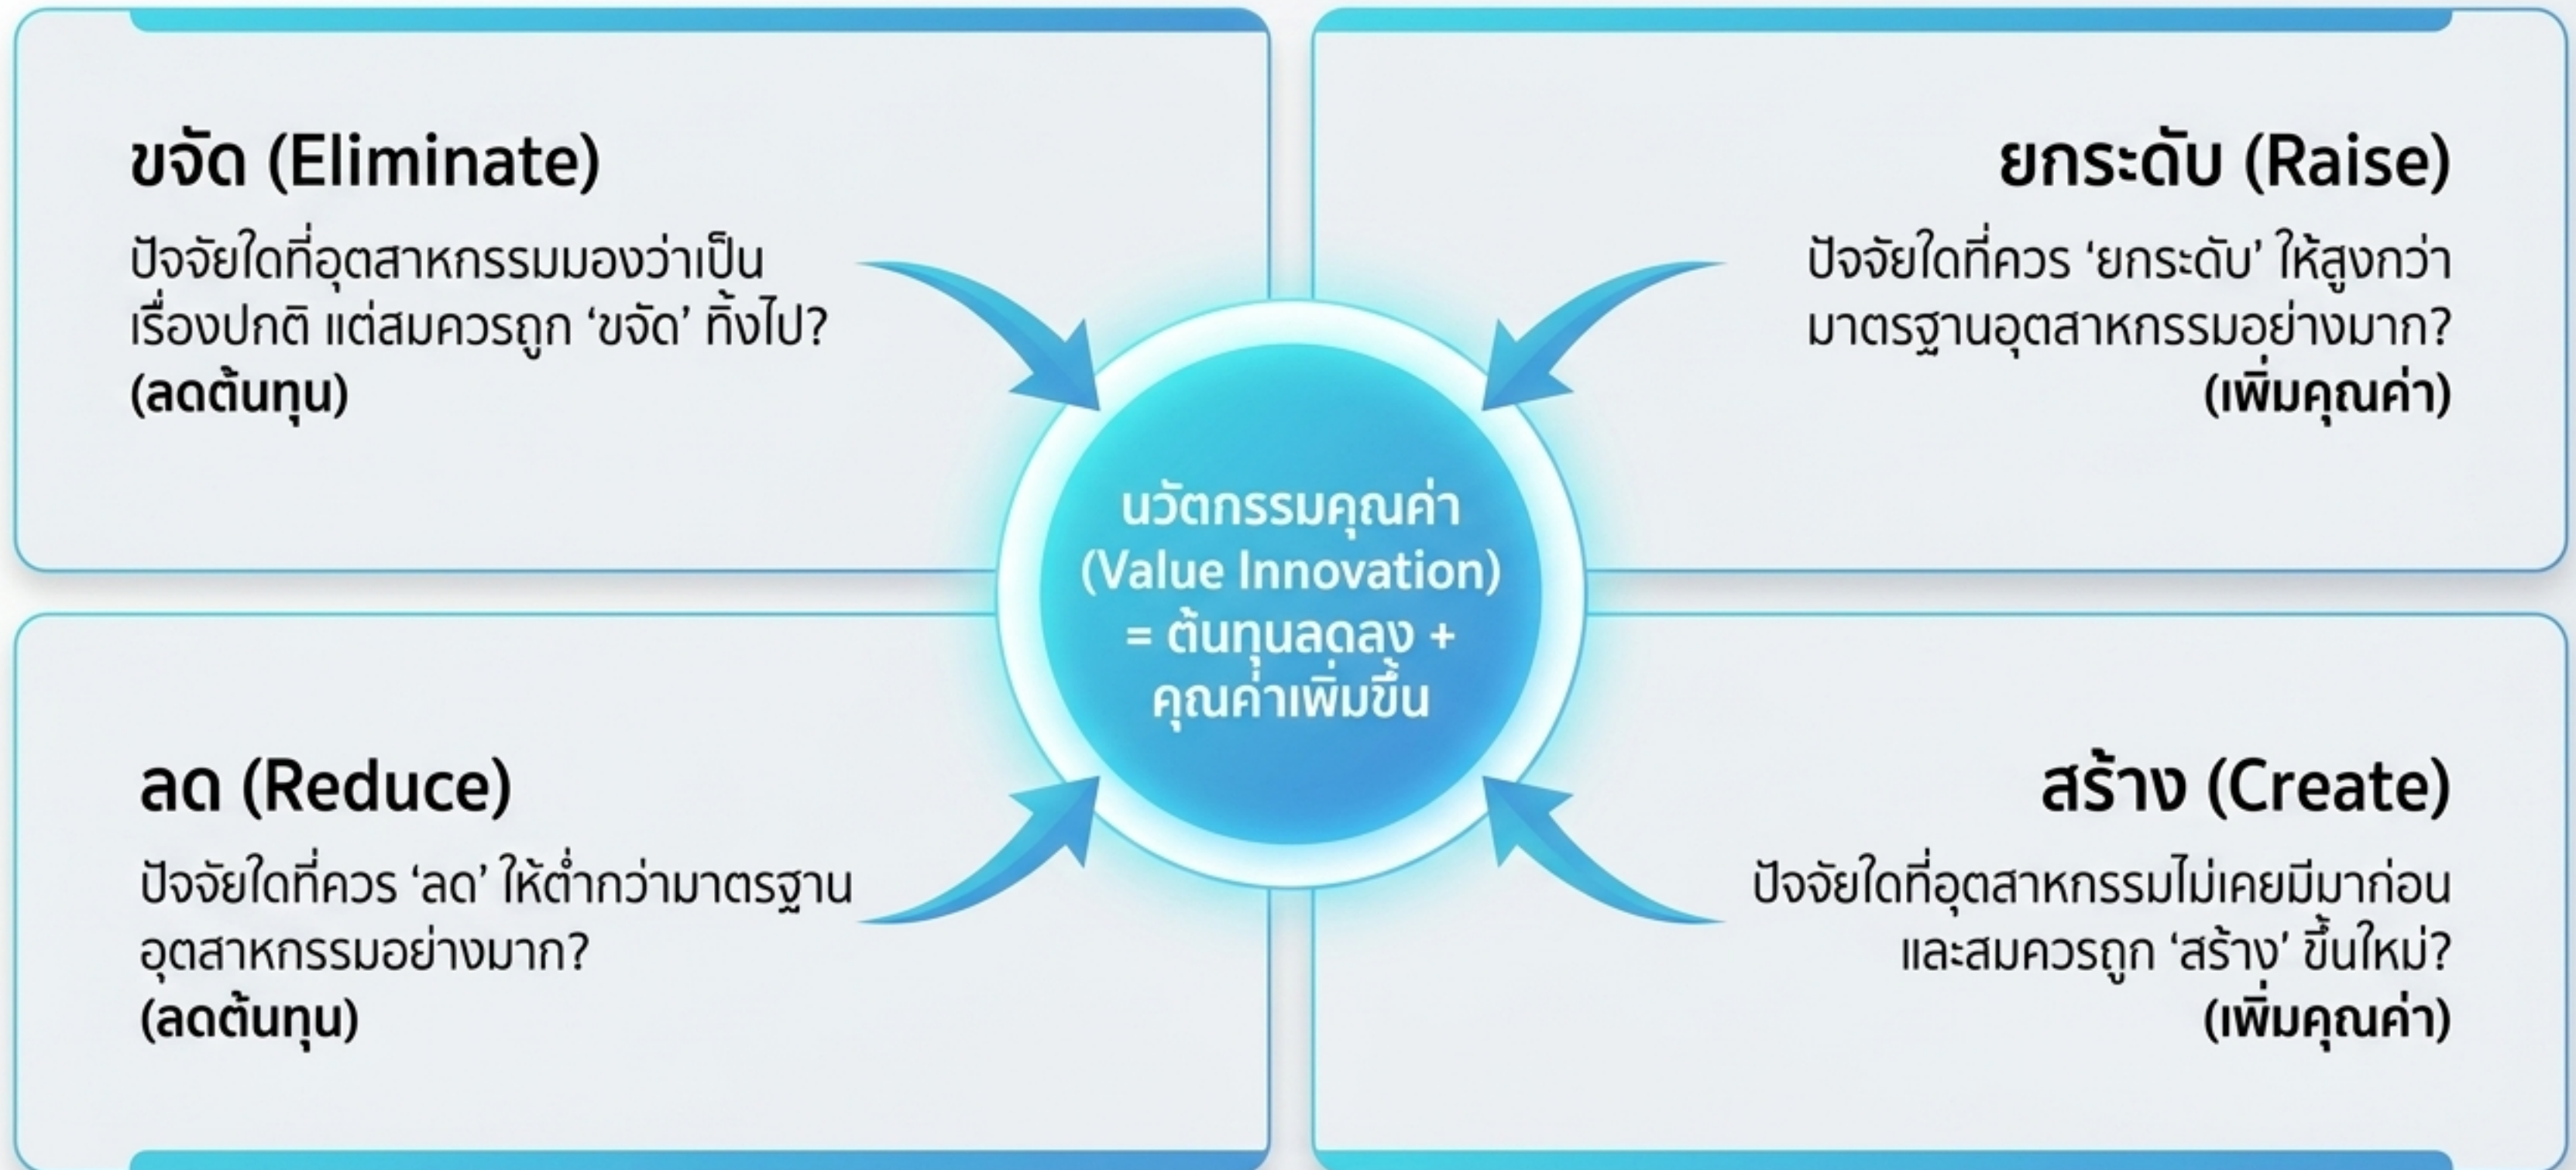 ขจัด (Eliminate)
ปัจจัยใดที่อุตสาหกรรมมองว่าเป็น
เรื่องปกติ แต่สมควรถูก ‘ขจัด’ ทิ้งไป?
(ลดต้นทุน)
ยกระดับ (Raise)
ปัจจัยใดที่ควร ‘ยกระดับ’ ให้สูงกว่า
มาตรฐานอุตสาหกรรมอย่างมาก?
(เพิ่มคุณค่า)
นวัตกรรมคุณค่า
(Value Innovation)
= ต้นทุนลดลง +
คุณค่าเพิ่มขึ้น
ลด (Reduce)
ปัจจัยใดที่ควร ‘ลด’ ให้ต่ำกว่ามาตรฐาน
อุตสาหกรรมอย่างมาก?
(ลดต้นทุน)
สร้าง (Create)
ปัจจัยใดที่อุตสาหกรรมไม่เคยมีมาก่อน
และสมควรถูก ‘สร้าง’ ขึ้นใหม่?
(เพิ่มคุณค่า)